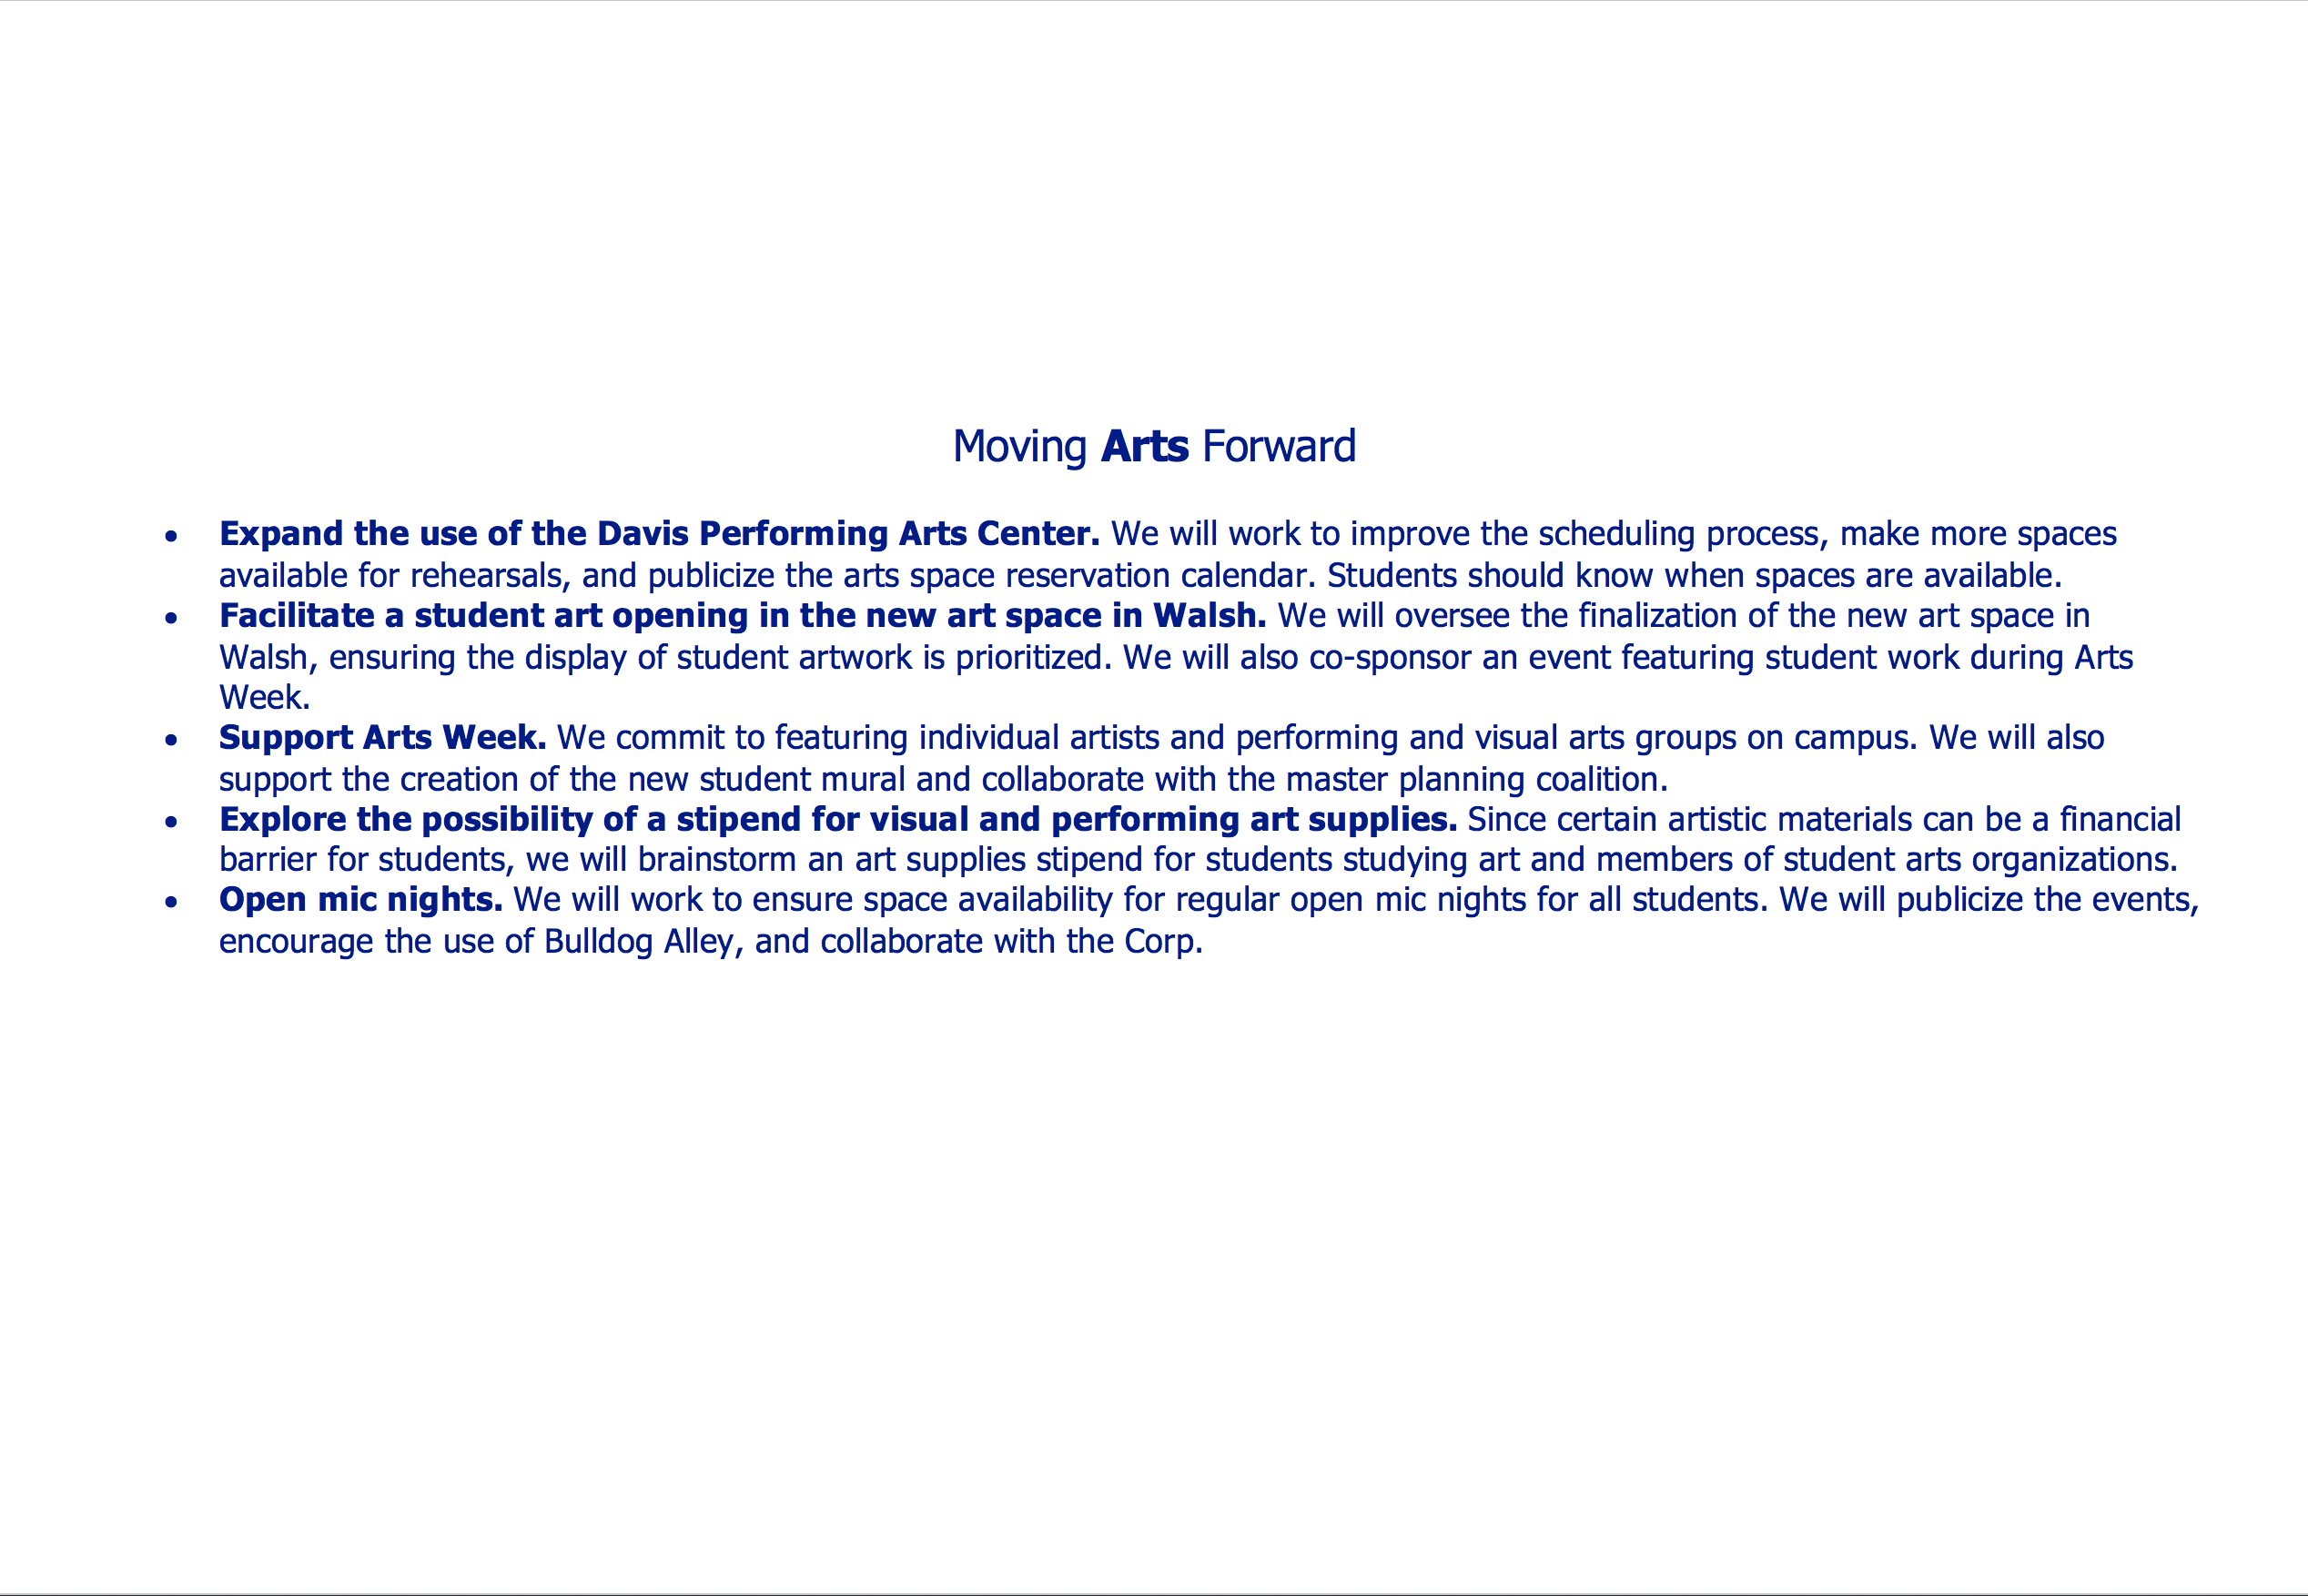 Moving Arts Forward
• Expand the use of the Davis Performing Arts Center. We will work to improve the scheduling process, make more spaces
available for rehearsals, and publicize the arts space reservation calendar. Students should know when spaces are available.
• Facilitate a student art opening in the new art space in Walsh. We will oversee the finalization of the new art space in
Walsh, ensuring the display of student artwork is prioritized. We will also co-sponsor an event featuring student work during Arts
Week.
• Support Arts Week. We commit to featuring individual artists and performing and visual arts groups on campus. We will also
support the creation of the new student mural and collaborate with the master planning coalition.
• Explore the possibility of a stipend for visual and performing art supplies. Since certain artistic materials can be a financial
barrier for students, we will brainstorm an art supplies stipend for students studying art and members of student arts organizations.
• Open mic nights. We will work to ensure space availability for regular open mic nights for all students. We will publicize the events,
encourage the use of Bulldog Alley, and collaborate with the Corp.